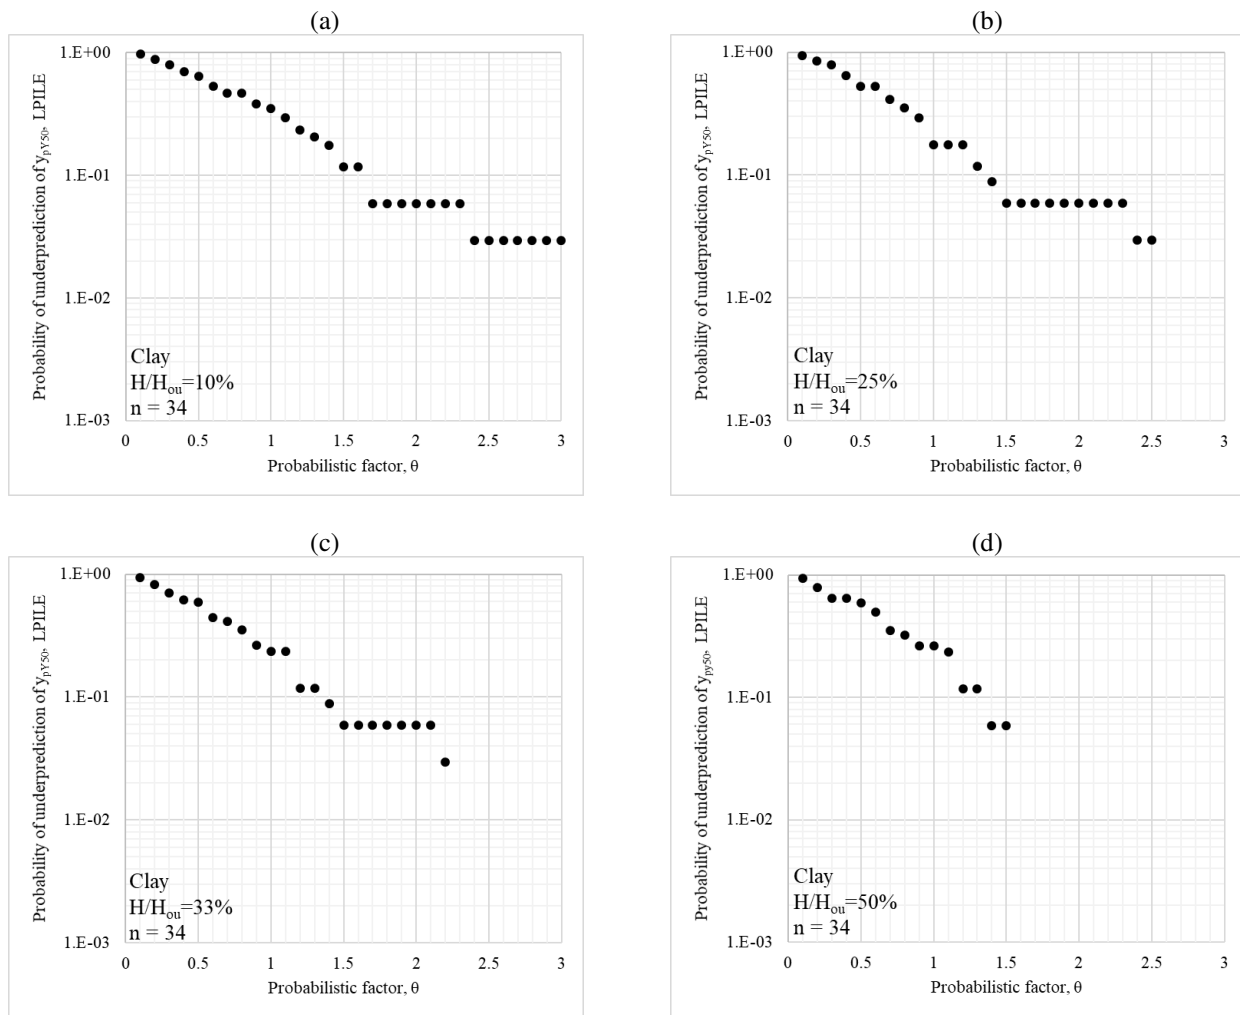 (a)
Probability of underprediction of y_pY50, LPILE
1.E+00
1.E-01
1.E-02
1.E-03
Clay
H/H_ou=10%
n = 34
0 0.5 1 1.5 2 2.5 3
Probabilistic factor, θ
(b)
Probability of underprediction of y_pY50, LPILE
1.E+00
1.E-01
1.E-02
1.E-03
Clay
H/H_ou=25%
n = 34
0 0.5 1 1.5 2 2.5 3
Probabilistic factor, θ
(c)
Probability of underprediction of y_pY50, LPILE
1.E+00
1.E-01
1.E-02
1.E-03
Clay
H/H_ou=33%
n = 34
0 0.5 1 1.5 2 2.5 3
Probabilistic factor, θ
(d)
Probability of underprediction of y_py50, LPILE
1.E+00
1.E-01
1.E-02
1.E-03
Clay
H/H_ou=50%
n = 34
0 0.5 1 1.5 2 2.5 3
Probabilistic factor, θ